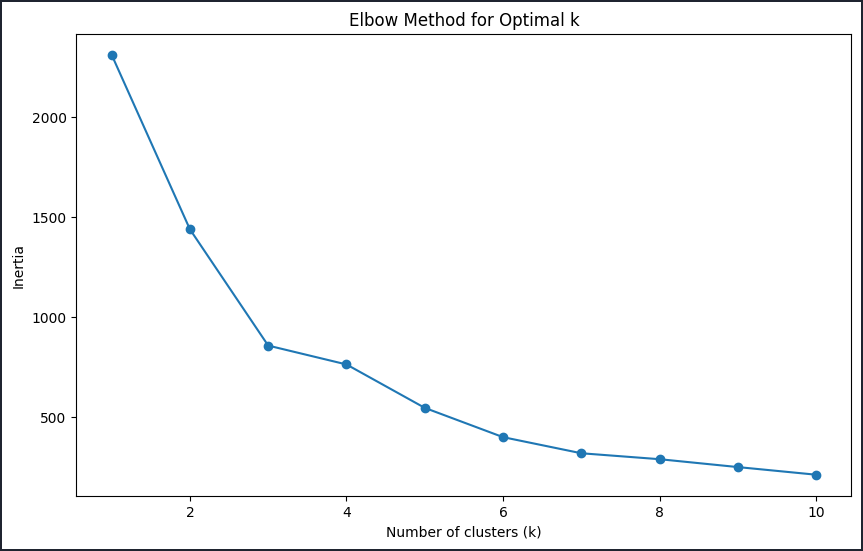 Elbow Method for Optimal k
2000
1500
1000
500
Inertia
2 4 6 8 10
Number of clusters (k)